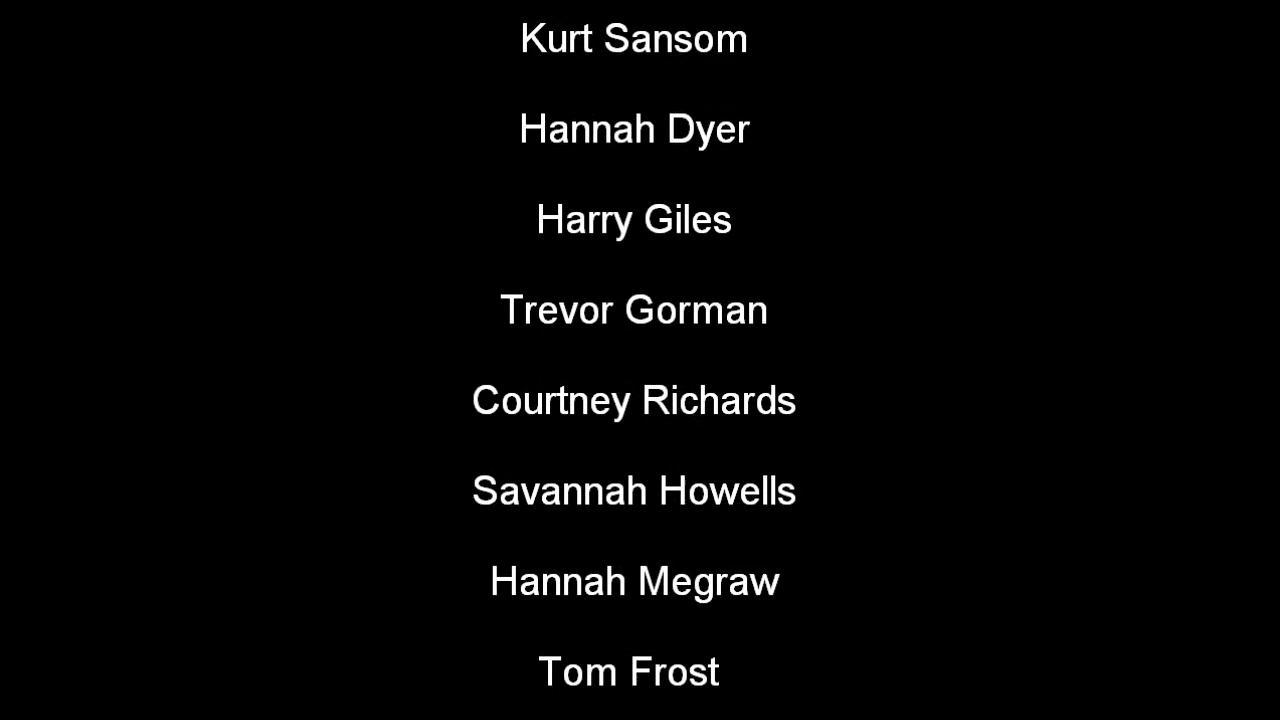 Kurt Sansom
Hannah Dyer
Harry Giles
Trevor Gorman
Courtney Richards
Savannah Howells
Hannah Megraw
Tom Frost